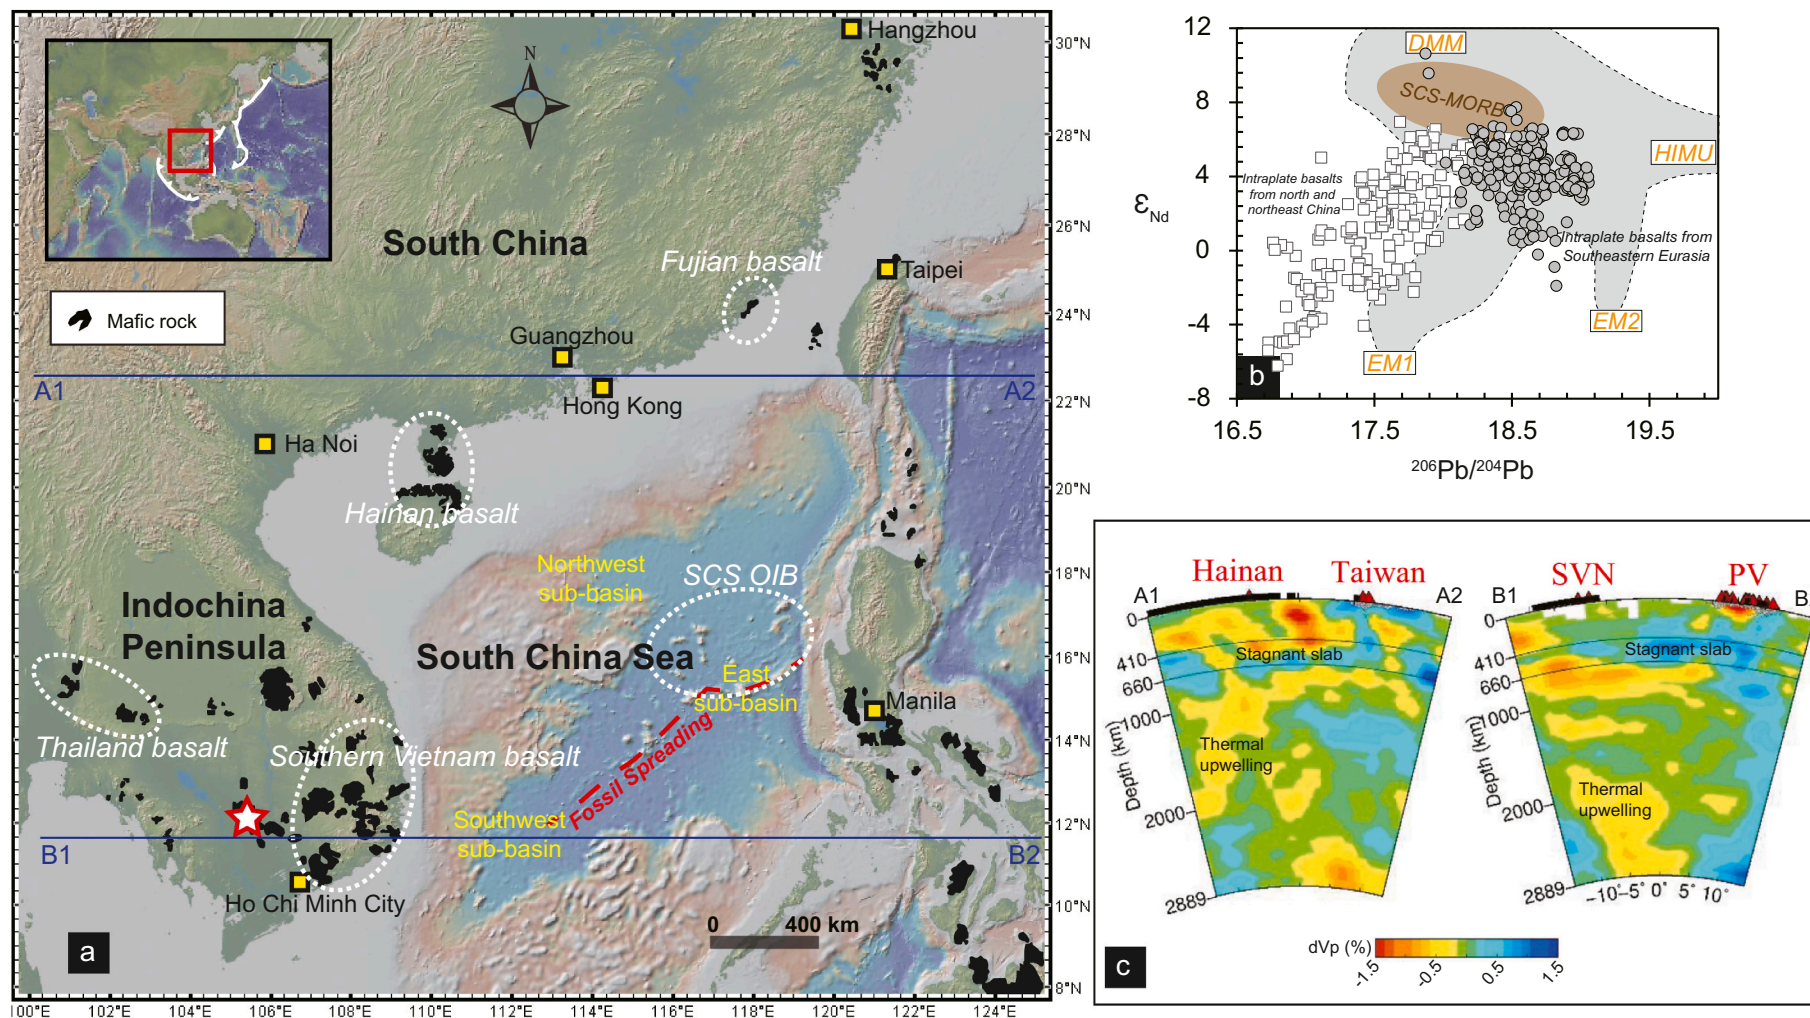 N
Hangzhou
South China
Fujian basalt
Taipei
Mafic rock
Guangzhou
A1
A2
Hong Kong
Ha Noi
Hainan basalt
Northwest
sub-basin
SCS OIB
Indochina
Peninsula
South China Sea
East
sub-basin
Manila
Thailand basalt
Southern Vietnam basalt
Fossil Spreading
Southwest
sub-basin
B1
B2
Ho Chi Minh City
0 400 km
a
30°N
28°N
26°N
24°N
22°N
20°N
18°N
16°N
14°N
12°N
10°N
8°N
100°E 102°E 104°E 106°E 108°E 110°E 112°E 114°E 116°E 118°E 120°E 122°E 124°E
12
8
4
0
-4
-8
εNd
DMM
SCS-MORB
HIMU
Intraplate basalts
from north and
northeast China
Intraplate basalts from
Southeastern Eurasia
EM2
EM1
b
16.5 17.5 18.5 19.5
206Pb/204Pb
Hainan Taiwan
A1 A2
0
410
660
1000
2000
2889
Depth (km)
Stagnant slab
Thermal
upwelling
SVN PV
B1 B
0
410
660
1000
2000
2889
Depth (km)
Stagnant slab
Thermal
upwelling
-10 -5° 0° 5° 10°
dVp (%)
-1.5 -0.5 0.5 1.5
c